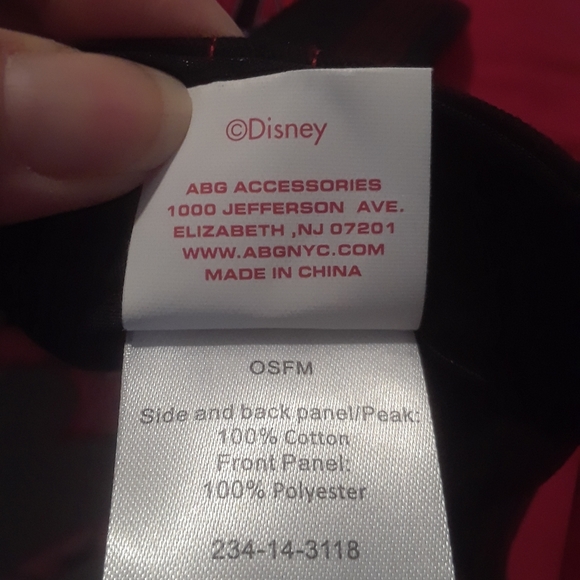 ©Disney
ABG ACCESSORIES
1000 JEFFERSON AVE.
ELIZABETH ,NJ 07201
WWW.ABGNYC.COM
MADE IN CHINA
OSFM
Side and back panel/Peak:
100% Cotton
Front Panel:
100% Polyester
234-14-3118